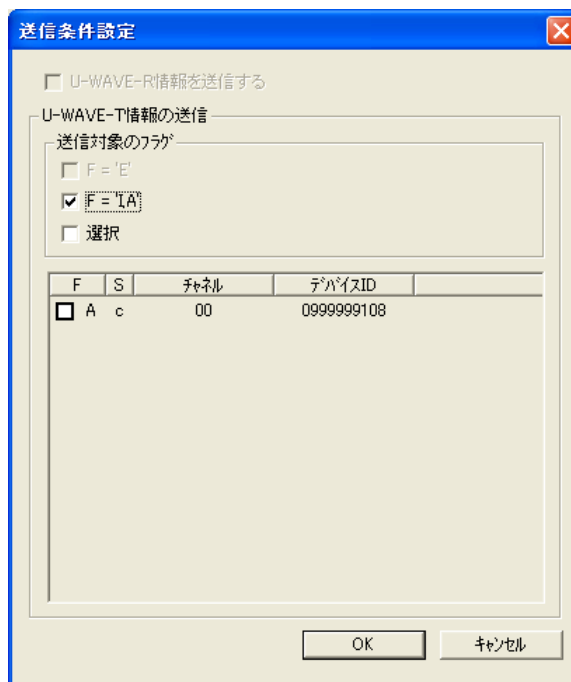 送信条件設定
U-WAVE-R情報を送信する
U-WAVE-T情報の送信
送信対象のﾌﾗｸﾞ
F = 'E'
F = 'I,A'
選択
F S ﾁｬﾈﾙ ﾃﾞﾊﾞｲｽID
A c 00 0999999108
OK ｷｬﾝｾﾙ